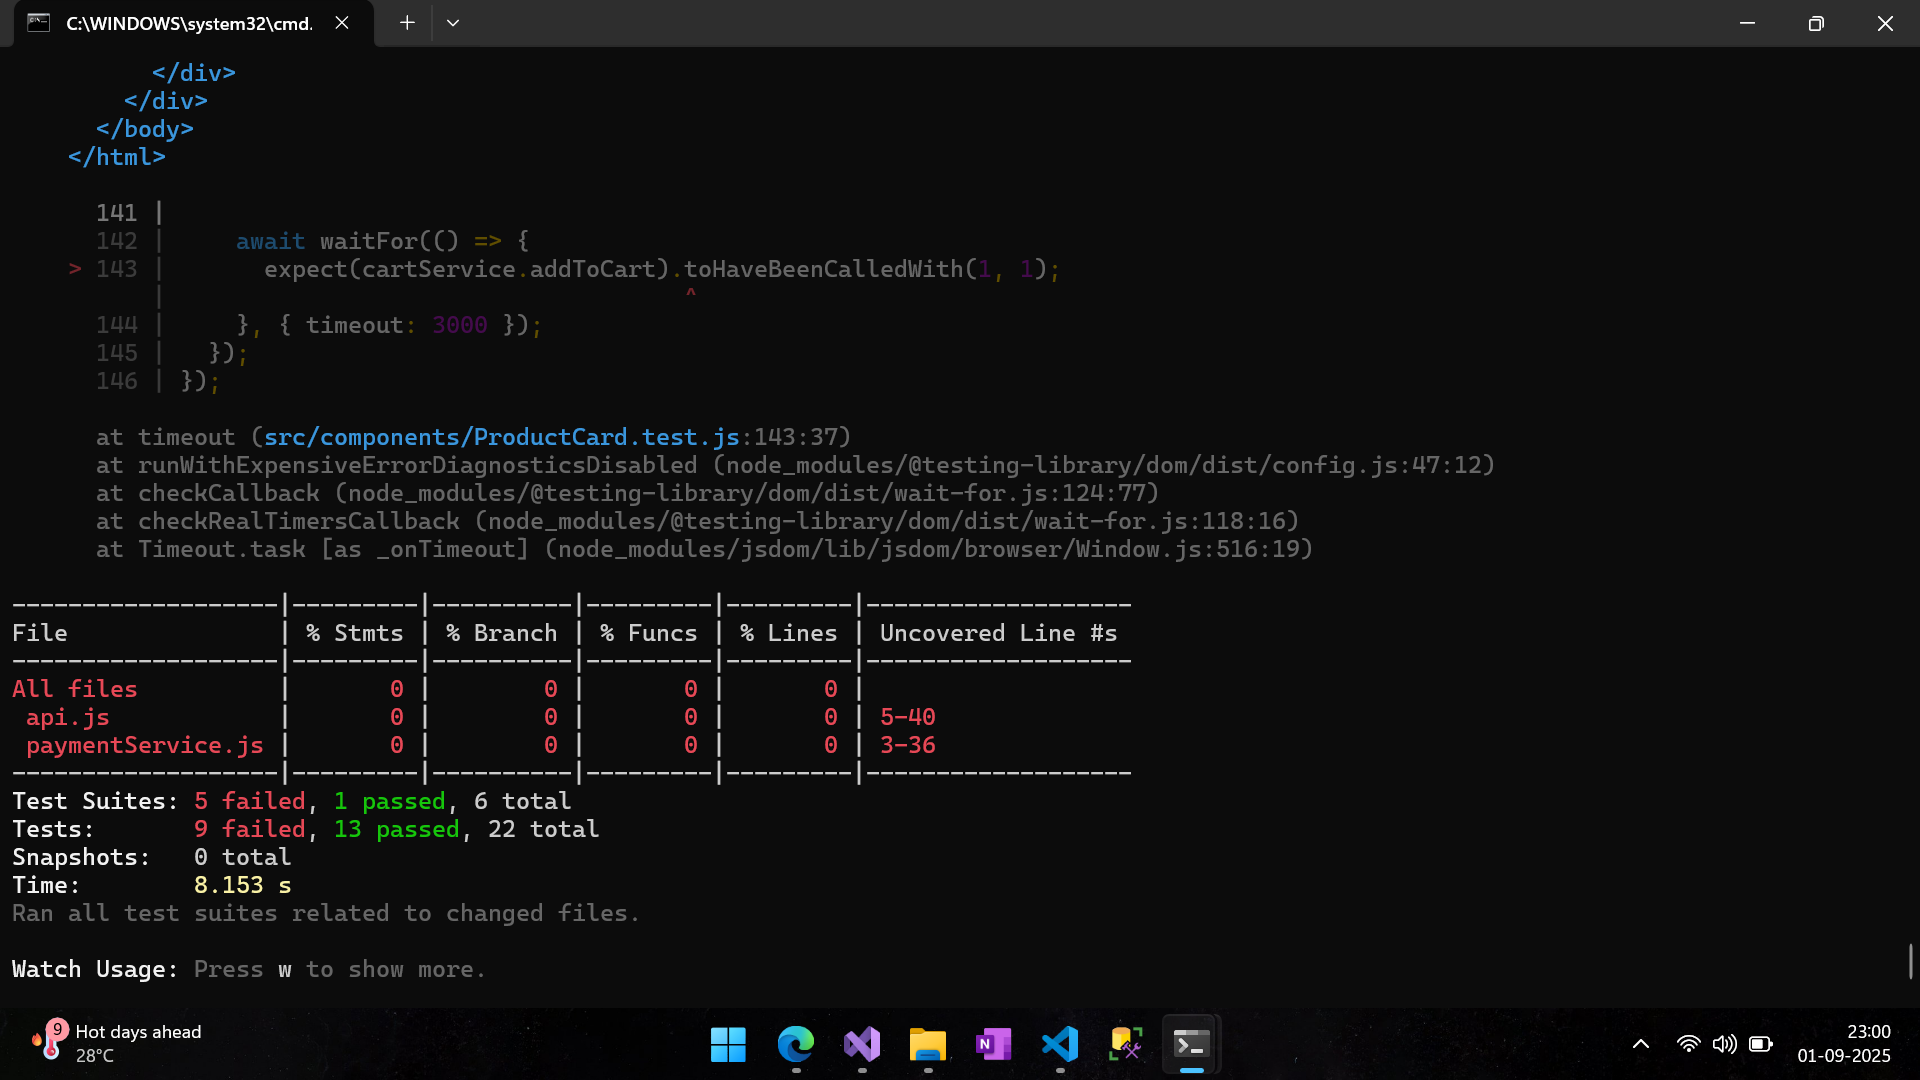 C:\WINDOWS\system32\cmd.
</div>
</div>
</body>
</html>
141 |
142 | await waitFor(() => {
> 143 | expect(cartService.addToCart).toHaveBeenCalledWith(1, 1);
| ^
144 | }, { timeout: 3000 });
145 | });
146 | });
at timeout (src/components/ProductCard.test.js:143:37)
at runWithExpensiveErrorDiagnosticsDisabled (node_modules/@testing-library/dom/dist/config.js:47:12)
at checkCallback (node_modules/@testing-library/dom/dist/wait-for.js:124:77)
at checkRealTimersCallback (node_modules/@testing-library/dom/dist/wait-for.js:118:16)
at Timeout.task [as _onTimeout] (node_modules/jsdom/lib/jsdom/browser/Window.js:516:19)
-------------------|---------|----------|---------|---------|-------------------
File | % Stmts | % Branch | % Funcs | % Lines | Uncovered Line #s
-------------------|---------|----------|---------|---------|-------------------
All files | 0 | 0 | 0 | 0 |
api.js | 0 | 0 | 0 | 0 | 5-40
paymentService.js | 0 | 0 | 0 | 0 | 3-36
-------------------|---------|----------|---------|---------|-------------------
Test Suites: 5 failed, 1 passed, 6 total
Tests: 9 failed, 13 passed, 22 total
Snapshots: 0 total
Time: 8.153 s
Ran all test suites related to changed files.
Watch Usage: Press w to show more.
9
Hot days ahead
28°C
N
23:00
01-09-2025